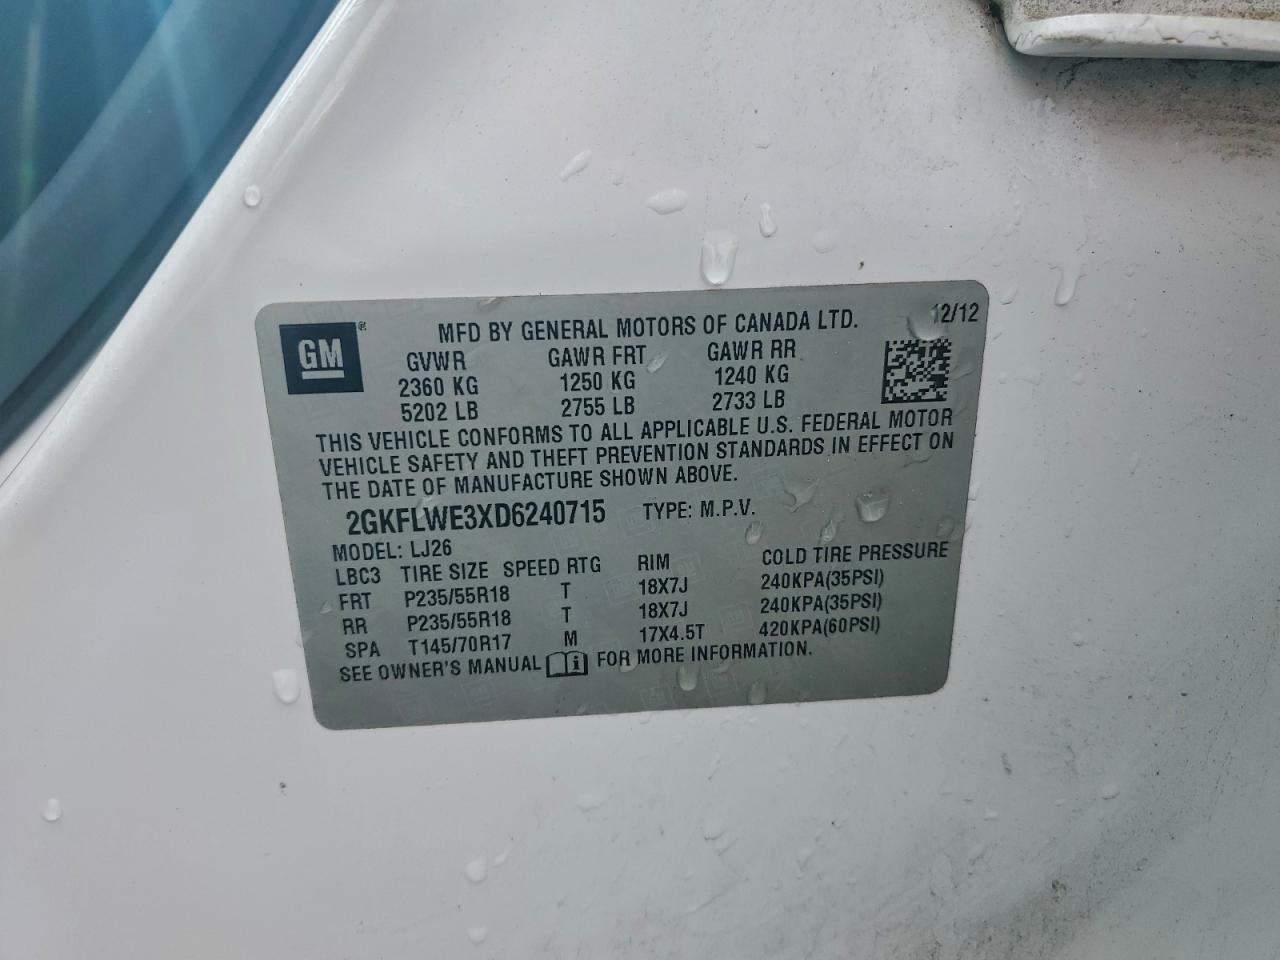 GM ®
MFD BY GENERAL MOTORS OF CANADA LTD. 12/12
GVWR GAWR FRT GAWR RR
2360 KG 1250 KG 1240 KG
5202 LB 2755 LB 2733 LB
THIS VEHICLE CONFORMS TO ALL APPLICABLE U.S. FEDERAL MOTOR
VEHICLE SAFETY AND THEFT PREVENTION STANDARDS IN EFFECT ON
THE DATE OF MANUFACTURE SHOWN ABOVE.
2GKFLWE3XD6240715 TYPE: M.P.V.
MODEL: LJ26
LBC3 TIRE SIZE SPEED RTG RIM COLD TIRE PRESSURE
FRT P235/55R18 T 18X7J 240KPA(35PSI)
RR P235/55R18 T 18X7J 240KPA(35PSI)
SPA T145/70R17 M 17X4.5T 420KPA(60PSI)
SEE OWNER'S MANUAL i FOR MORE INFORMATION.